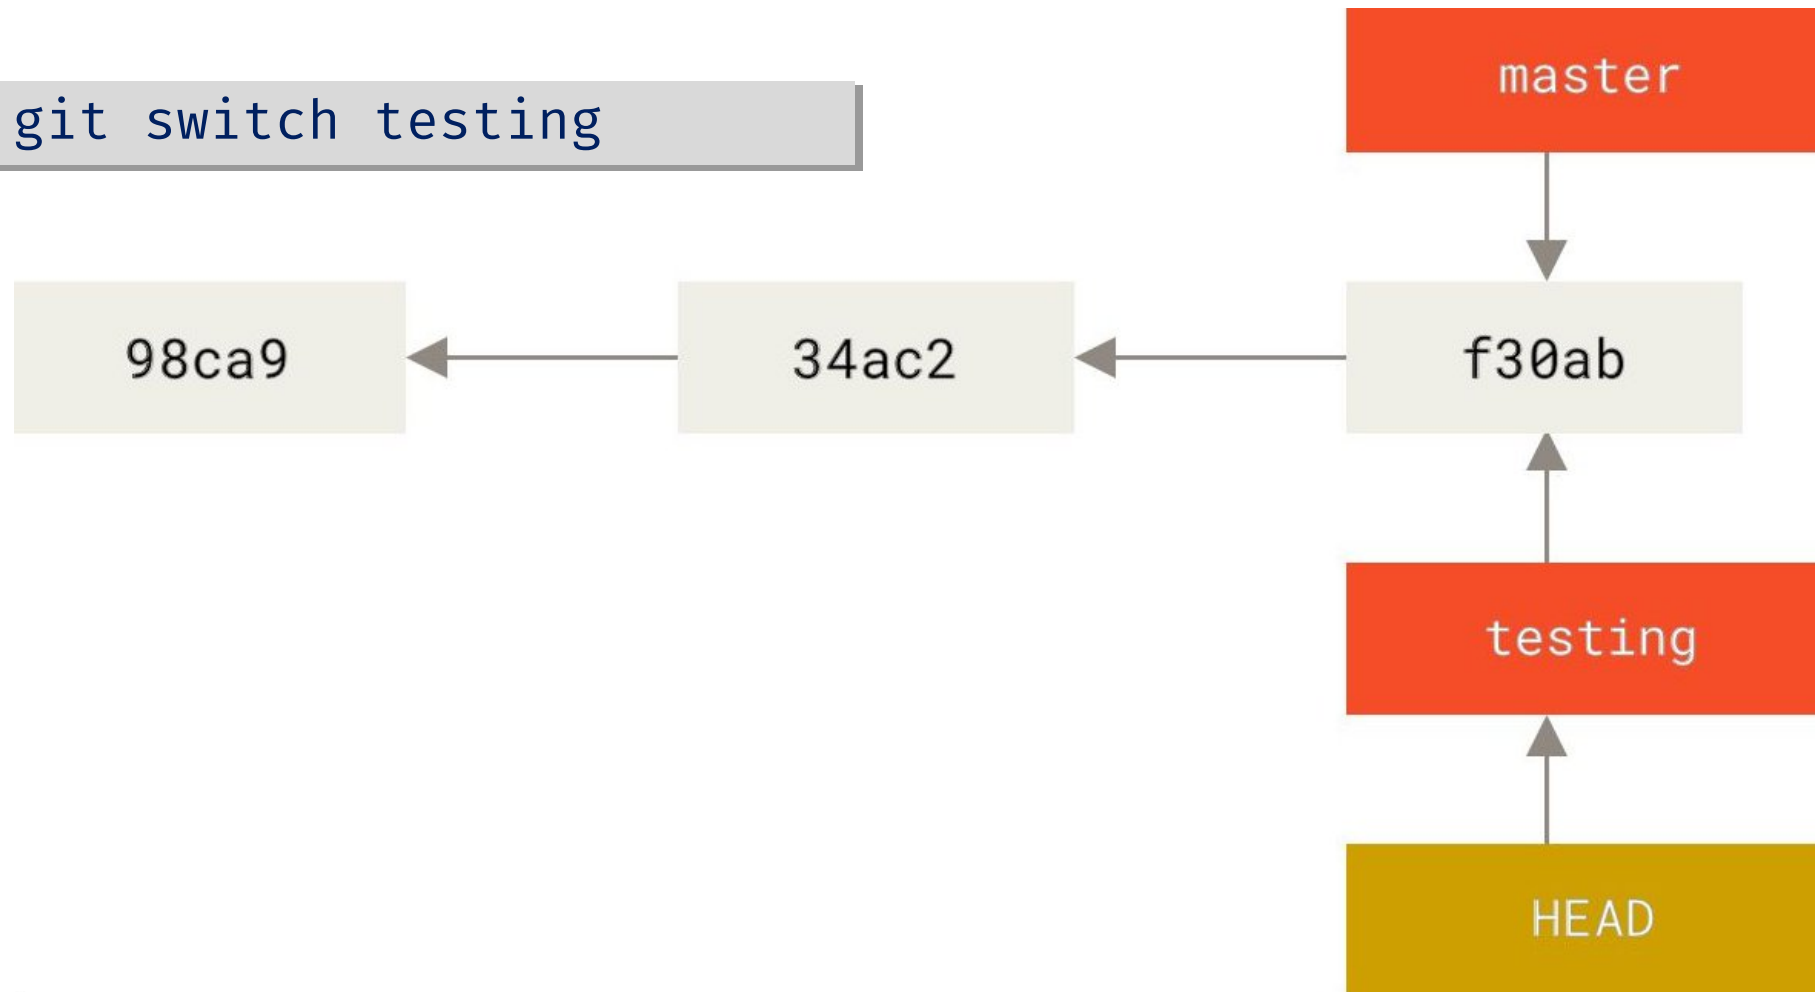 master
git switch testing
98ca9
34ac2
f30ab
testing
HEAD